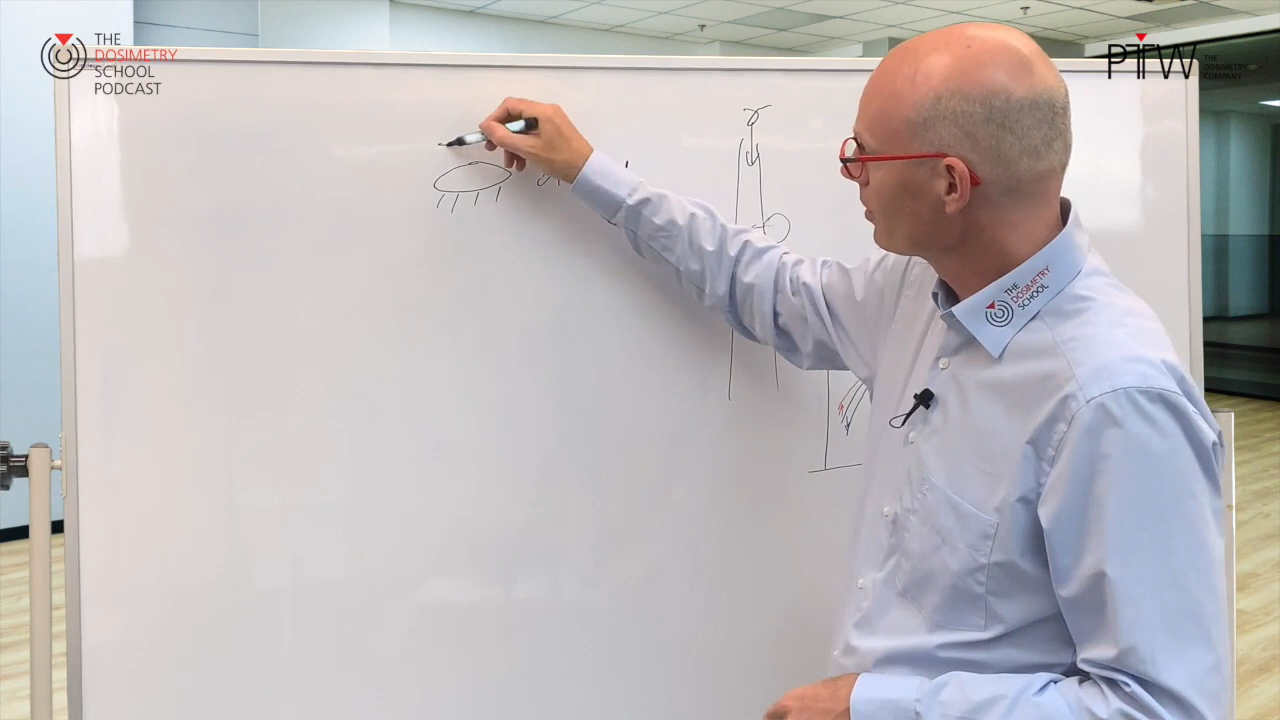 THE
DOSIMETRY
SCHOOL
PODCAST
PTW
THE
DOSIMETRY
COMPANY
THE
DOSIMETRY
SCHOOL